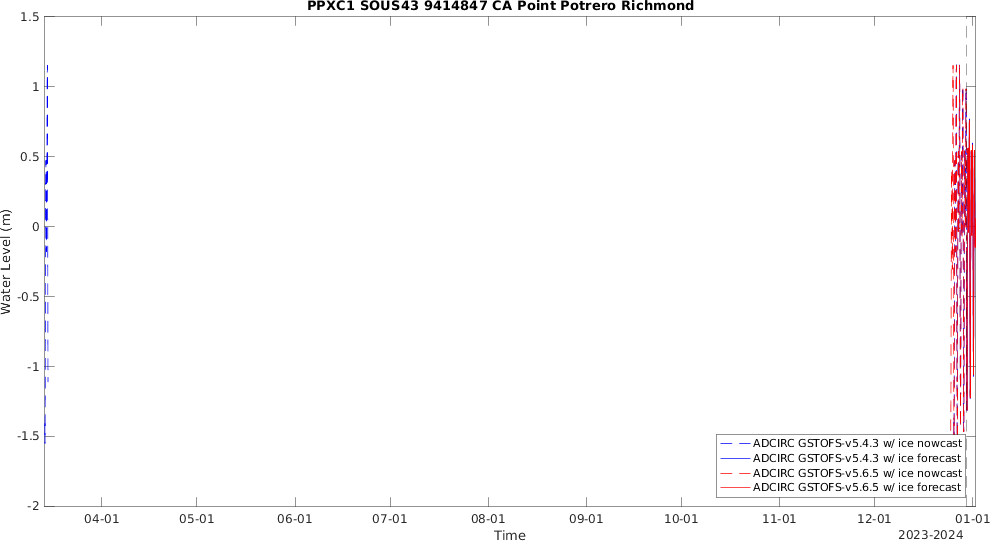 PPXC1 SOUS43 9414847 CA Point Potrero Richmond
1.5
1
0.5
0
-0.5
-1
-1.5
-2
Water Level (m)
ADCIRC GSTOFS-v5.4.3 w/ ice nowcast
ADCIRC GSTOFS-v5.4.3 w/ ice forecast
ADCIRC GSTOFS-v5.6.5 w/ ice nowcast
ADCIRC GSTOFS-v5.6.5 w/ ice forecast
04-01 05-01 06-01 07-01 08-01 09-01 10-01 11-01 12-01 01-01
Time
2023-2024